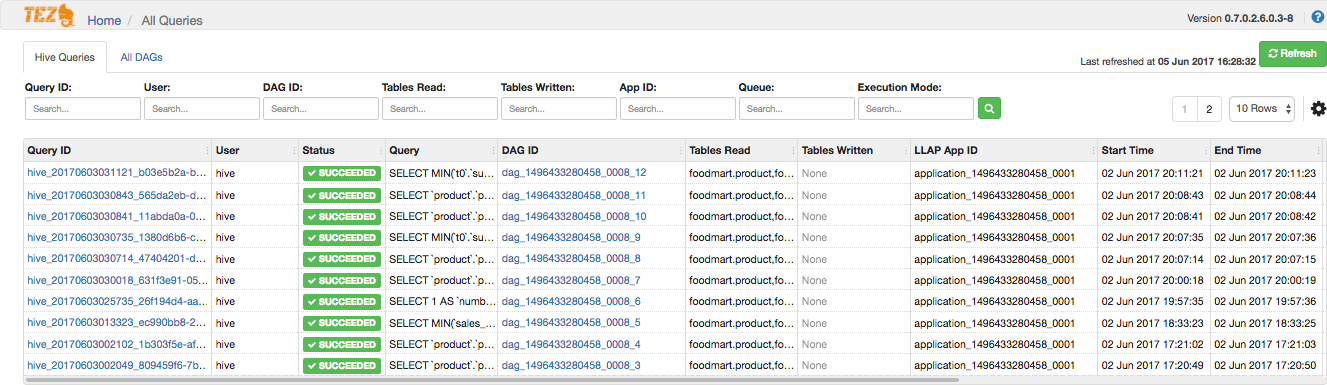 TEZ Home / All Queries Version 0.7.0.2.6.0.3-8 ?
Hive Queries All DAGs Last refreshed at 05 Jun 2017 16:28:32 Refresh
Query ID: User: DAG ID: Tables Read: Tables Written: App ID: Queue: Execution Mode:
Search... Search... Search... Search... Search... Search... Search... Search... 1 2 10 Rows
Query ID User Status Query DAG ID Tables Read Tables Written LLAP App ID Start Time End Time
hive_20170603031121_b03e5b2a-b... hive SUCCEEDED SELECT MIN(`t0`.`su... dag_1496433280458_0008_12 foodmart.product,fo... None application_1496433280458_0001 02 Jun 2017 20:11:21 02 Jun 2017 20:11:23
hive_20170603030843_565da2eb-d... hive SUCCEEDED SELECT `product`.`p... dag_1496433280458_0008_11 foodmart.product,fo... None application_1496433280458_0001 02 Jun 2017 20:08:43 02 Jun 2017 20:08:44
hive_20170603030841_11abda0a-0... hive SUCCEEDED SELECT `product`.`p... dag_1496433280458_0008_10 foodmart.product,fo... None application_1496433280458_0001 02 Jun 2017 20:08:41 02 Jun 2017 20:08:42
hive_20170603030735_1380d6b6-c... hive SUCCEEDED SELECT MIN(`t0`.`su... dag_1496433280458_0008_9 foodmart.product,fo... None application_1496433280458_0001 02 Jun 2017 20:07:35 02 Jun 2017 20:07:36
hive_20170603030714_47404201-d... hive SUCCEEDED SELECT `product`.`p... dag_1496433280458_0008_8 foodmart.product,fo... None application_1496433280458_0001 02 Jun 2017 20:07:14 02 Jun 2017 20:07:15
hive_20170603030018_631f3e91-05... hive SUCCEEDED SELECT `product`.`p... dag_1496433280458_0008_7 foodmart.product,fo... None application_1496433280458_0001 02 Jun 2017 20:00:18 02 Jun 2017 20:00:19
hive_20170603025735_26f194d4-aa... hive SUCCEEDED SELECT 1 AS `numb... dag_1496433280458_0008_6 foodmart.product,fo... None application_1496433280458_0001 02 Jun 2017 19:57:35 02 Jun 2017 19:57:36
hive_20170603013323_ec990bb8-2... hive SUCCEEDED SELECT MIN(`sales_... dag_1496433280458_0008_5 foodmart.product,fo... None application_1496433280458_0001 02 Jun 2017 18:33:23 02 Jun 2017 18:33:25
hive_20170603002102_1b303f5e-af... hive SUCCEEDED SELECT `product`.`p... dag_1496433280458_0008_4 foodmart.product,fo... None application_1496433280458_0001 02 Jun 2017 17:21:02 02 Jun 2017 17:21:03
hive_20170603002049_809459f6-7b... hive SUCCEEDED SELECT `product`.`p... dag_1496433280458_0008_3 foodmart.product,fo... None application_1496433280458_0001 02 Jun 2017 17:20:49 02 Jun 2017 17:20:50